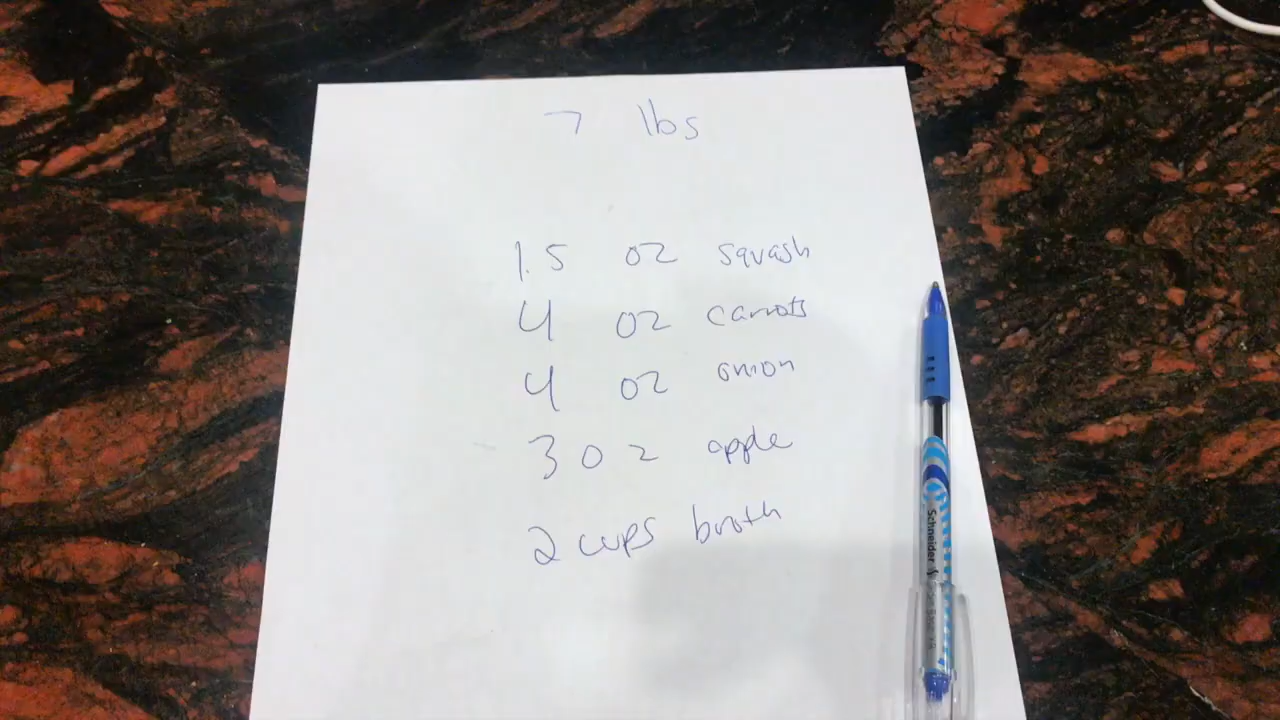 7 lbs
1.5 oz squash
4 oz carrots
4 oz onion
3 oz apple
2 cups broth
Schneider